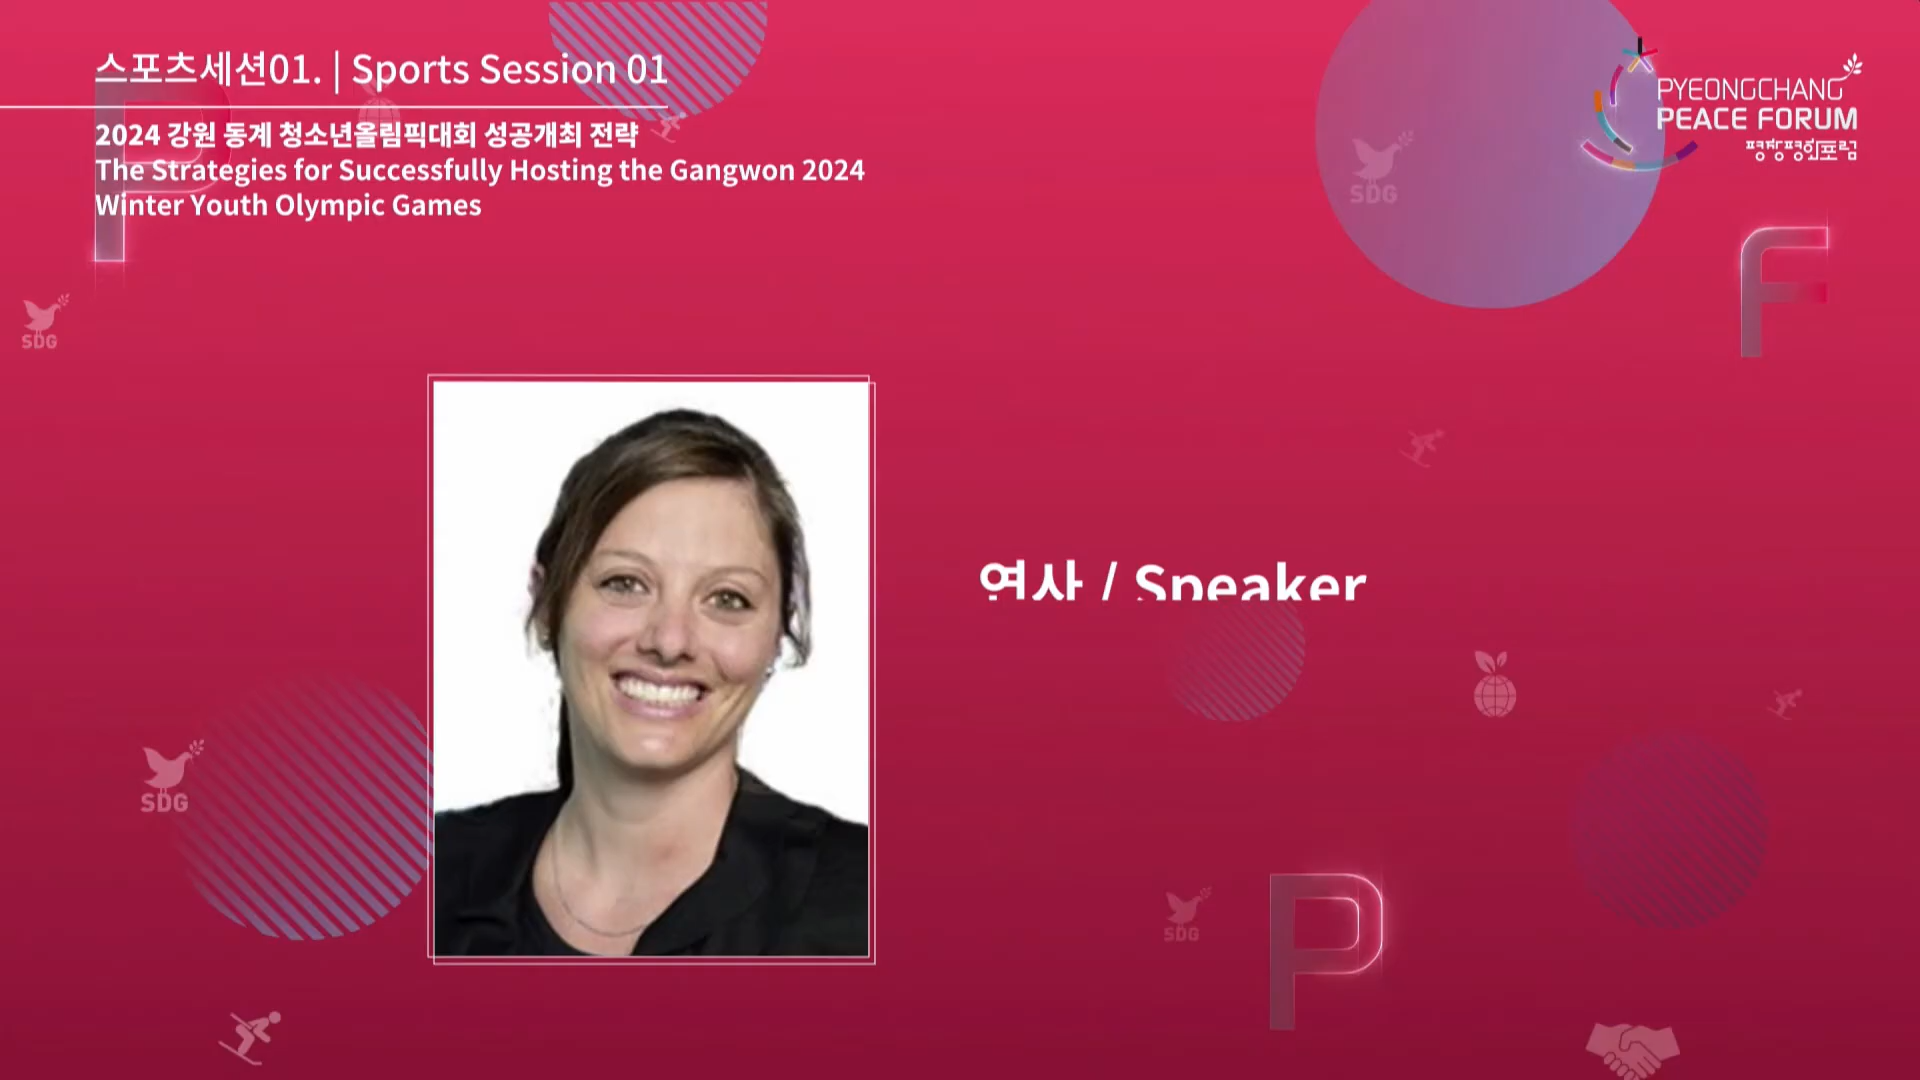 스포츠세션01. | Sports Session 01
2024 강원 동계 청소년올림픽대회 성공개최 전략
The Strategies for Successfully Hosting the Gangwon 2024
Winter Youth Olympic Games
PYEONGCHANG
PEACE FORUM
평창평화포럼
P
SDG
F
SDG
연사 / Speaker
SDG
SDG
P